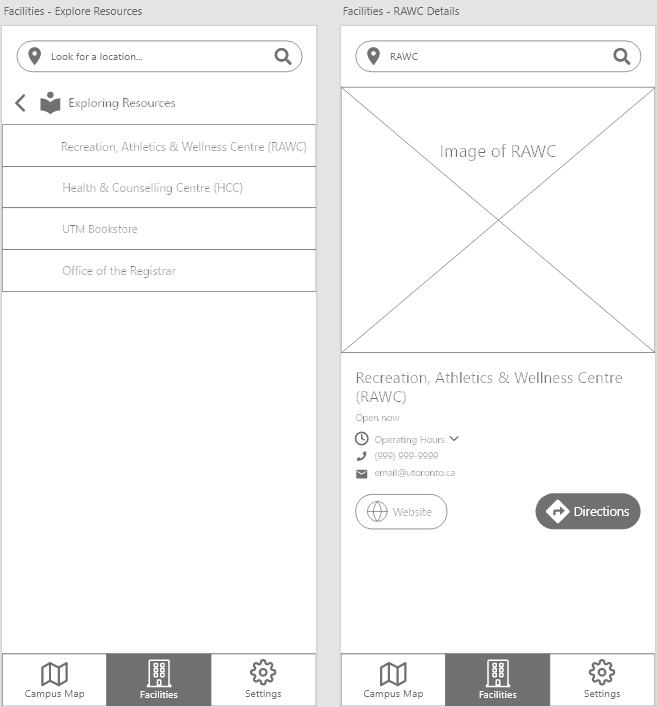 Facilities - Explore Resources
Look for a location...
Exploring Resources
Recreation, Athletics & Wellness Centre (RAWC)
Health & Counselling Centre (HCC)
UTM Bookstore
Office of the Registrar
Campus Map
Facilities
Settings
Facilities - RAWC Details
RAWC
Image of RAWC
Recreation, Athletics & Wellness Centre
(RAWC)
Open now
Operating Hours
(999) 999-9999
email@utoronto.ca
Website
Directions
Campus Map
Facilities
Settings